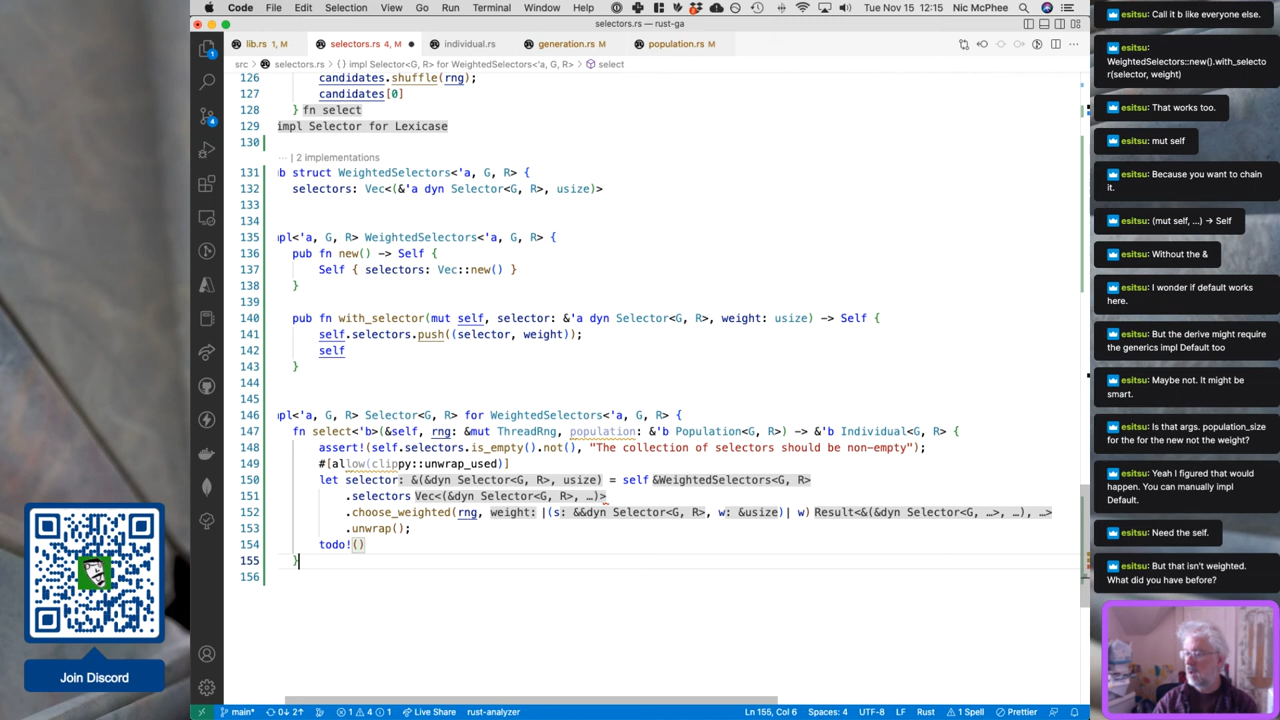 Code File Edit Selection View Go Run Terminal Window Help Tue Nov 15 12:15 Nic McPhee
selectors.rs — rust-ga
lib.rs 1, M selectors.rs 4, M individual.rs generation.rs M population.rs M
src > selectors.rs > {} impl Selector<G, R> for WeightedSelectors<'a, G, R> > select
126 candidates.shuffle(rng);
127 candidates[0]
128 } fn select
129 impl Selector for Lexicase
130
··· | 2 implementations
131 b struct WeightedSelectors<'a, G, R> {
132 selectors: Vec<(&'a dyn Selector<G, R>, usize)>
133
134
135 mpl<'a, G, R> WeightedSelectors<'a, G, R> {
136 pub fn new() -> Self {
137 Self { selectors: Vec::new() }
138 }
139
140 pub fn with_selector(mut self, selector: &'a dyn Selector<G, R>, weight: usize) -> Self {
141 self.selectors.push((selector, weight));
142 self
143 }
144
145
146 mpl<'a, G, R> Selector<G, R> for WeightedSelectors<'a, G, R> {
147 fn select<'b>(&self, rng: &mut ThreadRng, population: &'b Population<G, R>) -> &'b Individual<G, R> {
148 assert!(self.selectors.is_empty().not(), "The collection of selectors should be non-empty");
149 #[allow(clippy::unwrap_used)]
150 let selector: &(&dyn Selector<G, R>, usize) = self &WeightedSelectors<G, R>
151 .selectors Vec<(&dyn Selector<G, R>, …)>
152 .choose_weighted(rng, weight: |(s: &&dyn Selector<G, R>, w: &usize)| w) Result<&(&dyn Selector<G, …>, …), …>
153 .unwrap();
154 todo!()
155 }
156
main* 0↓ 2↑ 1 4 1 Live Share rust-analyzer Ln 155, Col 6 Spaces: 4 UTF-8 LF Rust 1 Spell Prettier
Join Discord
esitsu: Call it b like everyone else.
esitsu:
WeightedSelectors::new().with_selecto
r(selector, weight)
esitsu: That works too.
esitsu: mut self
esitsu: Because you want to chain
it.
esitsu: (mut self, ...) -> Self
esitsu: Without the &
esitsu: I wonder if default works
here.
esitsu: But the derive might require
the generics impl Default too
esitsu: Maybe not. It might be
smart.
esitsu: Is that args. population_size
for the for the new not the weight?
esitsu: Yeah I figured that would
happen. You can manually impl
Default.
esitsu: Need the self.
esitsu: But that isn't weighted.
What did you have before?